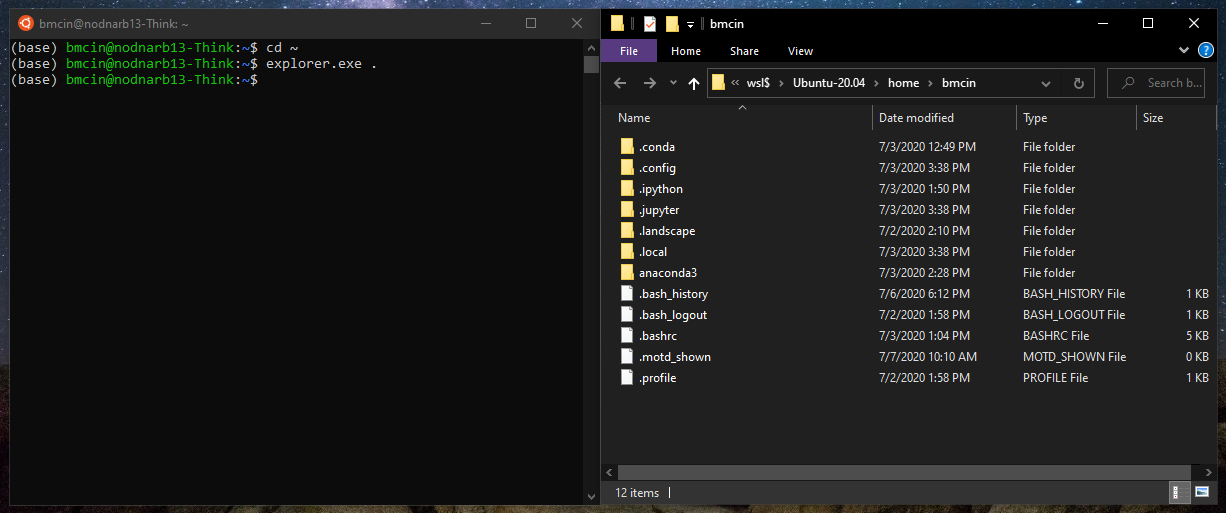 bmcin@nodnarb13-Think: ~
(base) bmcin@nodnarb13-Think:~$ cd ~
(base) bmcin@nodnarb13-Think:~$ explorer.exe .
(base) bmcin@nodnarb13-Think:~$
bmcin
File Home Share View
« wsl$ › Ubuntu-20.04 › home › bmcin
Search b...
Name Date modified Type Size
.conda 7/3/2020 12:49 PM File folder
.config 7/3/2020 3:38 PM File folder
.ipython 7/3/2020 1:50 PM File folder
.jupyter 7/3/2020 3:38 PM File folder
.landscape 7/2/2020 2:10 PM File folder
.local 7/3/2020 3:38 PM File folder
anaconda3 7/3/2020 2:28 PM File folder
.bash_history 7/6/2020 6:12 PM BASH_HISTORY File 1 KB
.bash_logout 7/2/2020 1:58 PM BASH_LOGOUT File 1 KB
.bashrc 7/3/2020 1:04 PM BASHRC File 5 KB
.motd_shown 7/7/2020 10:10 AM MOTD_SHOWN File 0 KB
.profile 7/2/2020 1:58 PM PROFILE File 1 KB
12 items